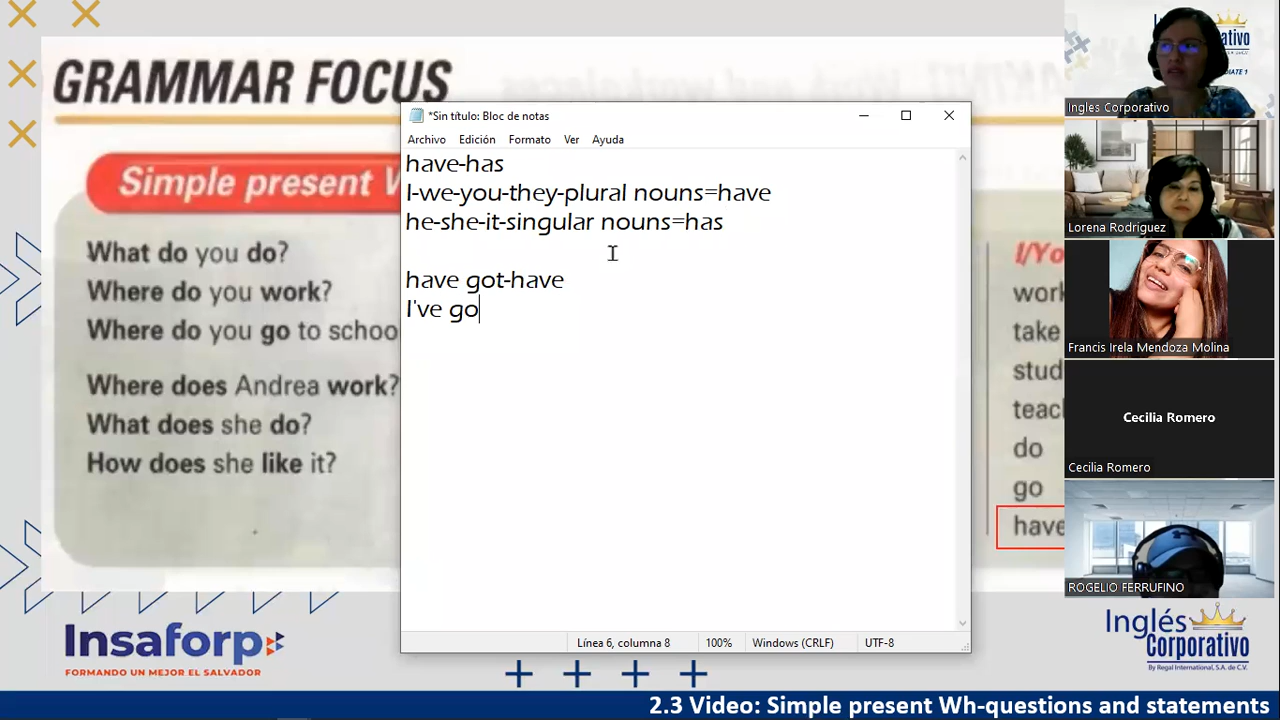 GRAMMAR FOCUS
Simple present W
What do you do?
Where do you work?
Where do you go to schoo
Where does Andrea work?
What does she do?
How does she like it?
*Sin título: Bloc de notas
Archivo Edición Formato Ver Ayuda
have-has
I-we-you-they-plural nouns=have
he-she-it-singular nouns=has
have got-have
I've go
Línea 6, columna 8 100% Windows (CRLF) UTF-8
I/Yo
work
take
stud
teac
do
go
have
Ingles Corporativo
Lorena Rodríguez
Francis Irela Mendoza Molina
Cecilia Romero
Cecilia Romero
ROGELIO FERRUFINO
Insaforp
FORMANDO UN MEJOR EL SALVADOR
Inglés
Corporativo
By Regal International, S.A. de C.V.
2.3 Video: Simple present Wh-questions and statements